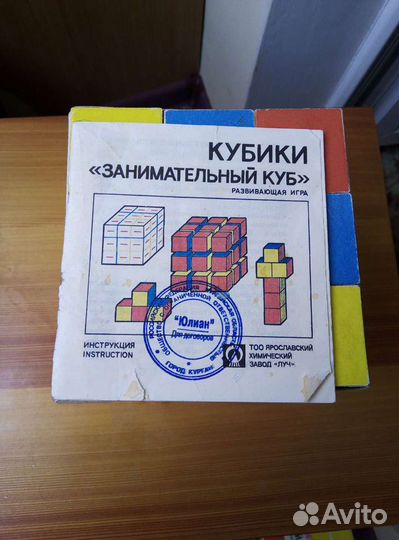 КУБИКИ
«ЗАНИМАТЕЛЬНЫЙ КУБ»
РАЗВИВАЮЩАЯ ИГРА
"Юлиан"
Для договоров
ГОРОД КУРГАН
ИНСТРУКЦИЯ
INSTRUCTION
ТОО ЯРОСЛАВСКИЙ
ХИМИЧЕСКИЙ
ЗАВОД «ЛУЧ»
Avito